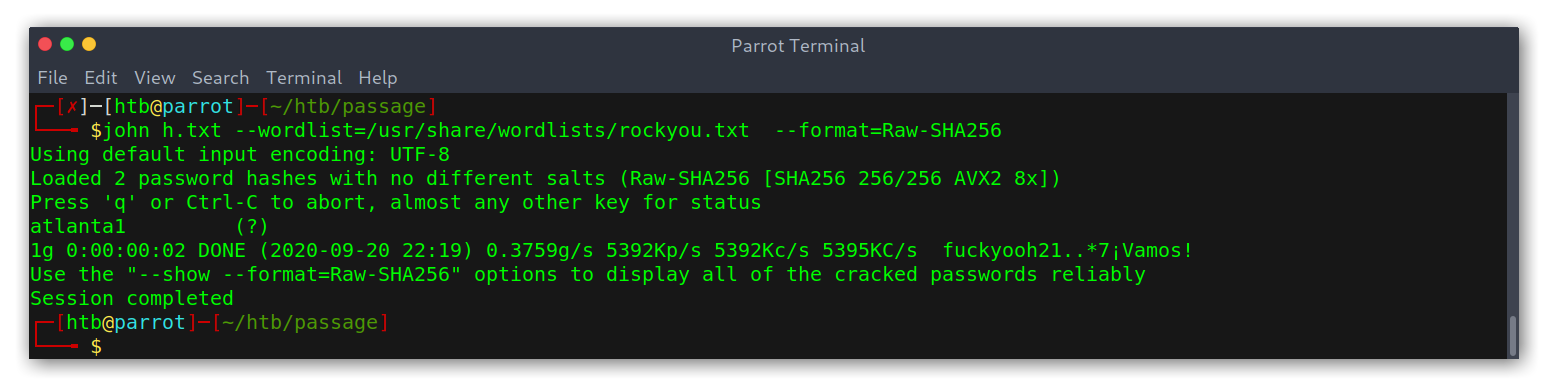 Parrot Terminal
File Edit View Search Terminal Help
┌─[✗]─[htb@parrot]─[~/htb/passage]
└──╼ $john h.txt --wordlist=/usr/share/wordlists/rockyou.txt  --format=Raw-SHA256
Using default input encoding: UTF-8
Loaded 2 password hashes with no different salts (Raw-SHA256 [SHA256 256/256 AVX2 8x])
Press 'q' or Ctrl-C to abort, almost any other key for status
atlanta1         (?)
1g 0:00:00:02 DONE (2020-09-20 22:19) 0.3759g/s 5392Kp/s 5392Kc/s 5395KC/s  fuckyooh21..*7¡Vamos!
Use the "--show --format=Raw-SHA256" options to display all of the cracked passwords reliably
Session completed
┌─[htb@parrot]─[~/htb/passage]
└──╼ $